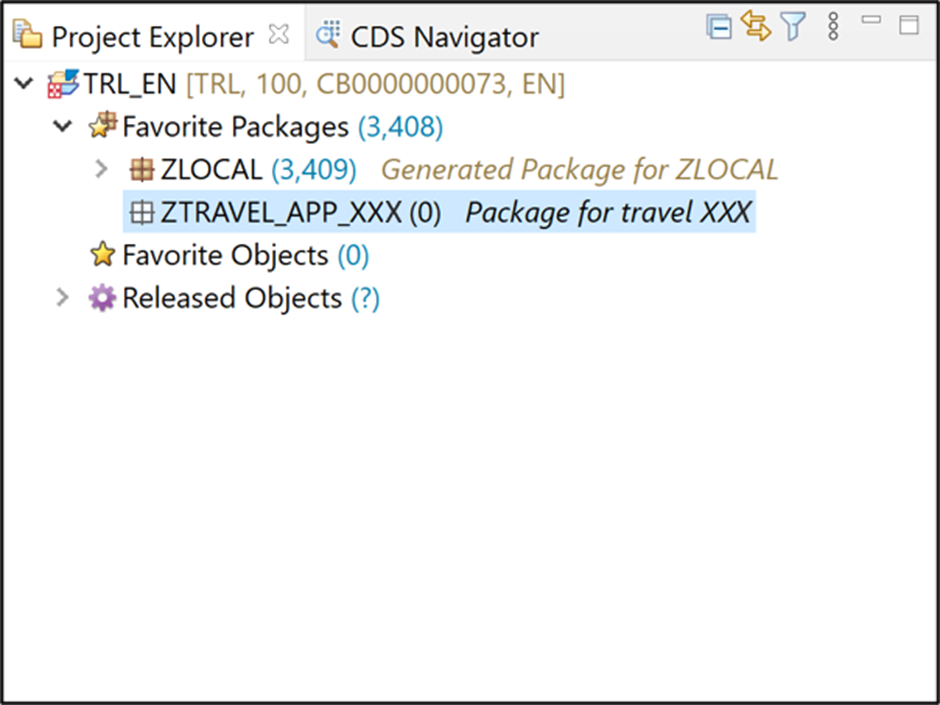 Project Explorer CDS Navigator
TRL_EN [TRL, 100, CB0000000073, EN]
Favorite Packages (3,408)
ZLOCAL (3,409) Generated Package for ZLOCAL
ZTRAVEL_APP_XXX (0) Package for travel XXX
Favorite Objects (0)
Released Objects (?)